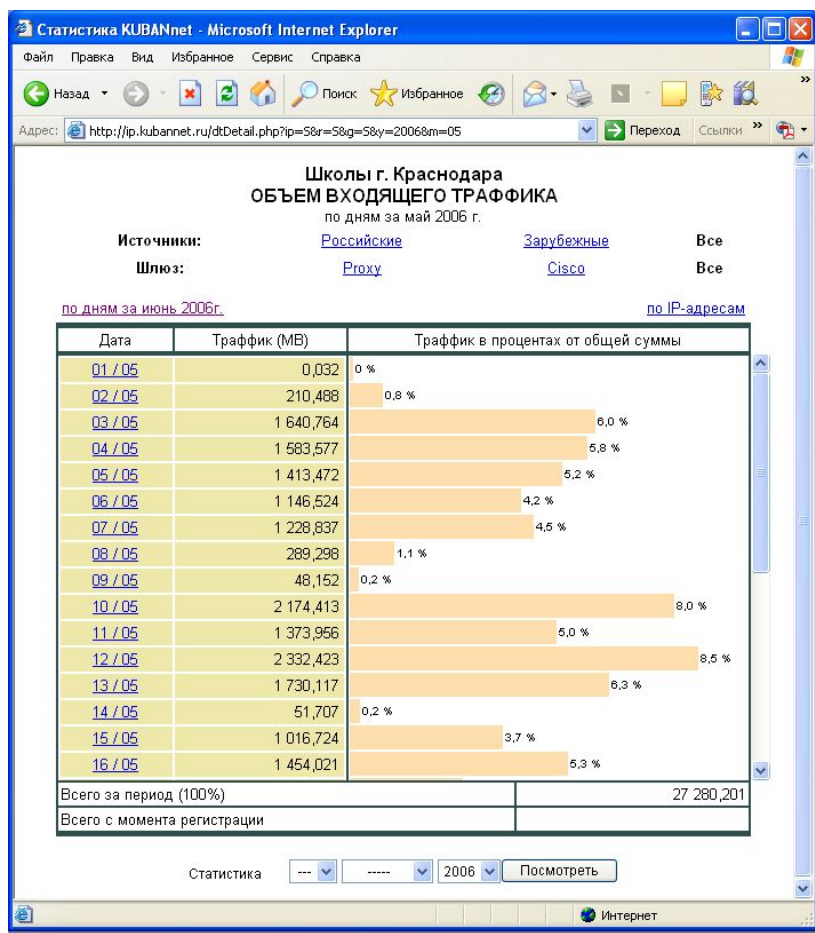 Статистика KUBANnet - Microsoft Internet Explorer
Файл Правка Вид Избранное Сервис Справка
Назад Поиск Избранное »
Адрес: http://ip.kubannet.ru/dtDetail.php?ip=S&r=S&g=S&y=2006&m=05 Переход Ссылки »
Школы г. Краснодара
ОБЪЕМ ВХОДЯЩЕГО ТРАФФИКА
по дням за май 2006 г.
Источники: Российские Зарубежные Все
Шлюз: Proxy Cisco Все
по дням за июнь 2006г. по IP-адресам
Дата Траффик (MB) Траффик в процентах от общей суммы
01 / 05 0,032 0 %
02 / 05 210,488 0,8 %
03 / 05 1 640,764 6,0 %
04 / 05 1 583,577 5,8 %
05 / 05 1 413,472 5,2 %
06 / 05 1 146,524 4,2 %
07 / 05 1 228,837 4,5 %
08 / 05 289,298 1,1 %
09 / 05 48,152 0,2 %
10 / 05 2 174,413 8,0 %
11 / 05 1 373,956 5,0 %
12 / 05 2 332,423 8,5 %
13 / 05 1 730,117 6,3 %
14 / 05 51,707 0,2 %
15 / 05 1 016,724 3,7 %
16 / 05 1 454,021 5,3 %
Всего за период (100%) 27 280,201
Всего с момента регистрации
Статистика --- ----- 2006 Посмотреть
Интернет